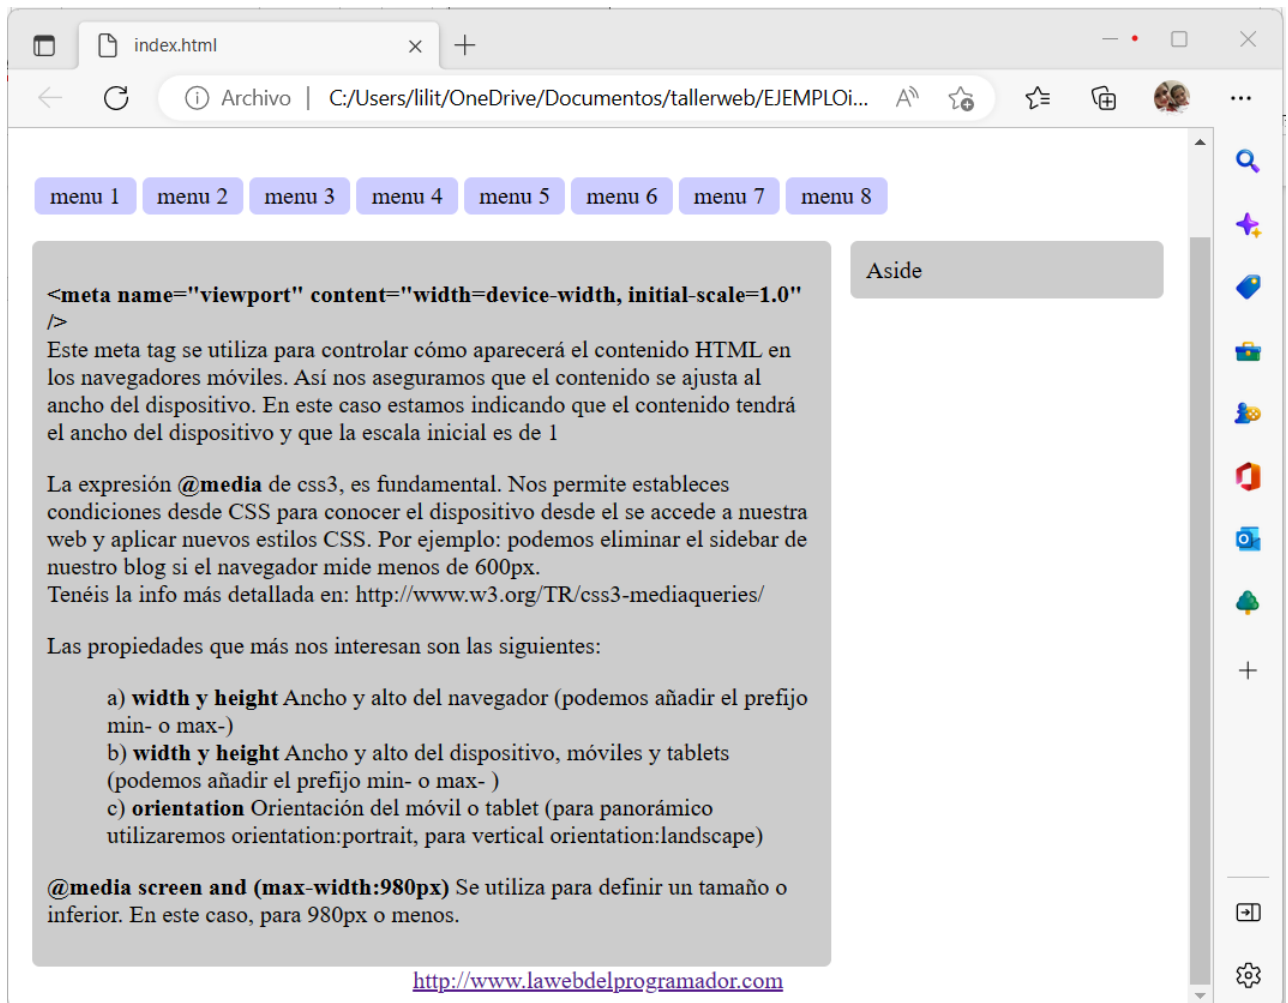 index.html
Archivo | C:/Users/lilit/OneDrive/Documentos/tallerweb/EJEMPLOi...
menu 1 menu 2 menu 3 menu 4 menu 5 menu 6 menu 7 menu 8
<meta name="viewport" content="width=device-width, initial-scale=1.0"
/>
Este meta tag se utiliza para controlar cómo aparecerá el contenido HTML en
los navegadores móviles. Así nos aseguramos que el contenido se ajusta al
ancho del dispositivo. En este caso estamos indicando que el contenido tendrá
el ancho del dispositivo y que la escala inicial es de 1
La expresión @media de css3, es fundamental. Nos permite estableces
condiciones desde CSS para conocer el dispositivo desde el se accede a nuestra
web y aplicar nuevos estilos CSS. Por ejemplo: podemos eliminar el sidebar de
nuestro blog si el navegador mide menos de 600px.
Tenéis la info más detallada en: http://www.w3.org/TR/css3-mediaqueries/
Las propiedades que más nos interesan son las siguientes:
a) width y height Ancho y alto del navegador (podemos añadir el prefijo
min- o max-)
b) width y height Ancho y alto del dispositivo, móviles y tablets
(podemos añadir el prefijo min- o max- )
c) orientation Orientación del móvil o tablet (para panorámico
utilizaremos orientation:portrait, para vertical orientation:landscape)
@media screen and (max-width:980px) Se utiliza para definir un tamaño o
inferior. En este caso, para 980px o menos.
Aside
http://www.lawebdelprogramador.com